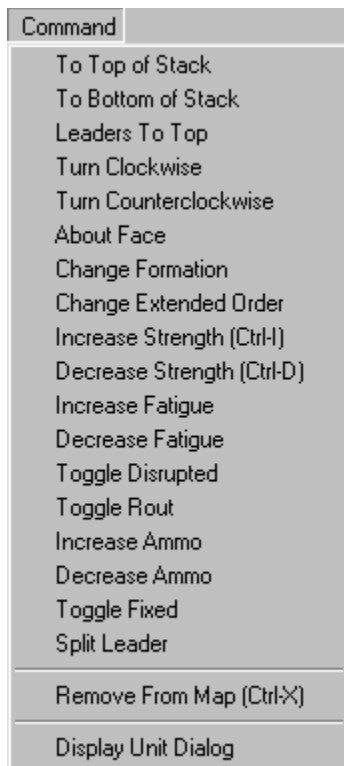 Command
To Top of Stack
To Bottom of Stack
Leaders To Top
Turn Clockwise
Turn Counterclockwise
About Face
Change Formation
Change Extended Order
Increase Strength (Ctrl-I)
Decrease Strength (Ctrl-D)
Increase Fatigue
Decrease Fatigue
Toggle Disrupted
Toggle Rout
Increase Ammo
Decrease Ammo
Toggle Fixed
Split Leader
Remove From Map (Ctrl-X)
Display Unit Dialog